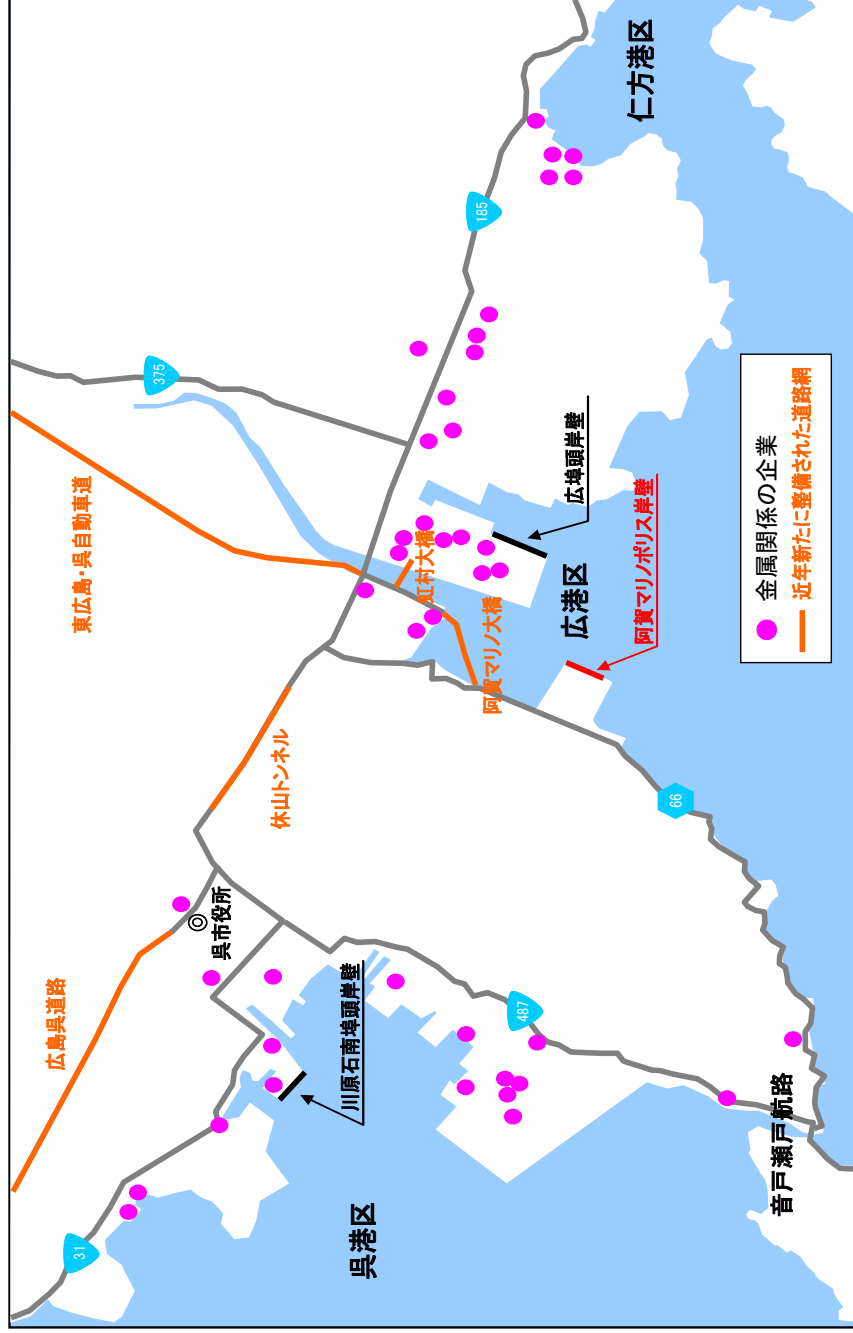 広島呉道路
東広島・呉自動車道
31
375
呉市役所
休山トンネル
185
仁方港区
川原石南埠頭岸壁
呉港区
487
虹村大橋
阿賀マリノ大橋
広埠頭岸壁
広港区
阿賀マリノポリス岸壁
66
音戸瀬戸航路
金属関係の企業
近年新たに整備された道路網